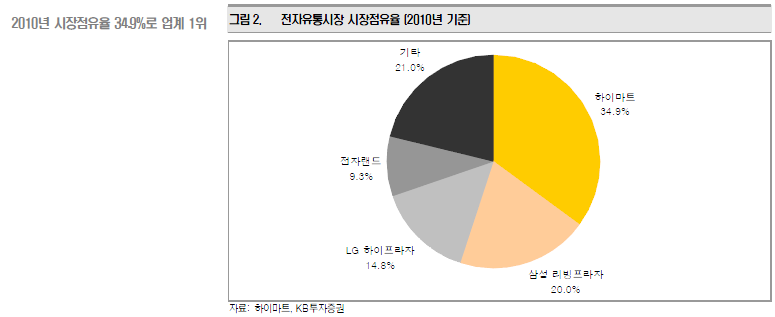 2010년 시장점유율 34.9%로 업계 1위
그림 2. 전자유통시장 시장점유율 (2010년 기준)
기타
21.0%
하이마트
34.9%
전자랜드
9.3%
LG 하이프라자
14.8%
삼성 리빙프라자
20.0%
자료: 하이마트, KB투자증권